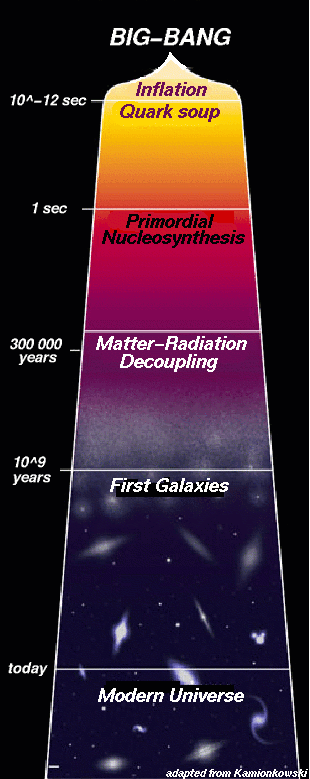 BIG-BANG
Inflation
10^-12 sec
Quark soup
1 sec
Primordial
Nucleosynthesis
300 000
years
Matter-Radiation
Decoupling
10^9
years
First Galaxies
today
Modern Universe
adapted from Kamionkowski